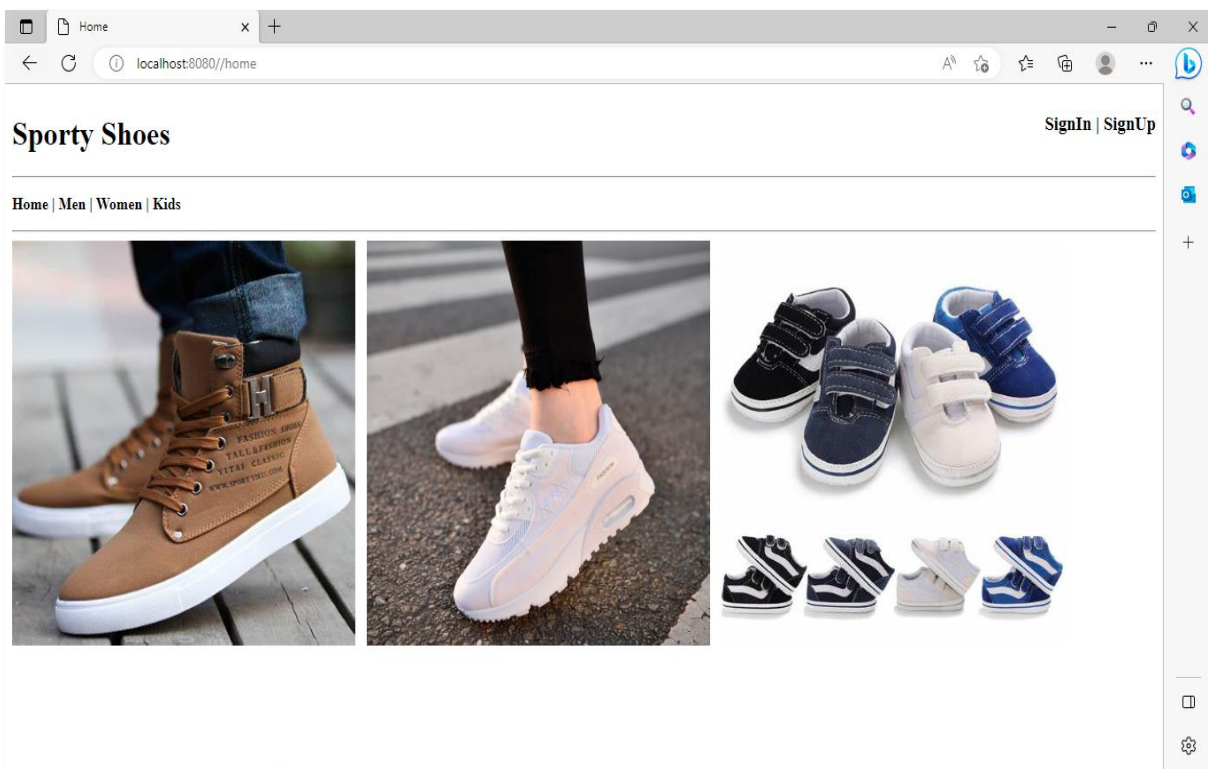 Home
localhost:8080//home
Sporty Shoes
SignIn | SignUp
Home | Men | Women | Kids
H
FASHION SHOES
TALL&FASHION
VITAI CLASSIC